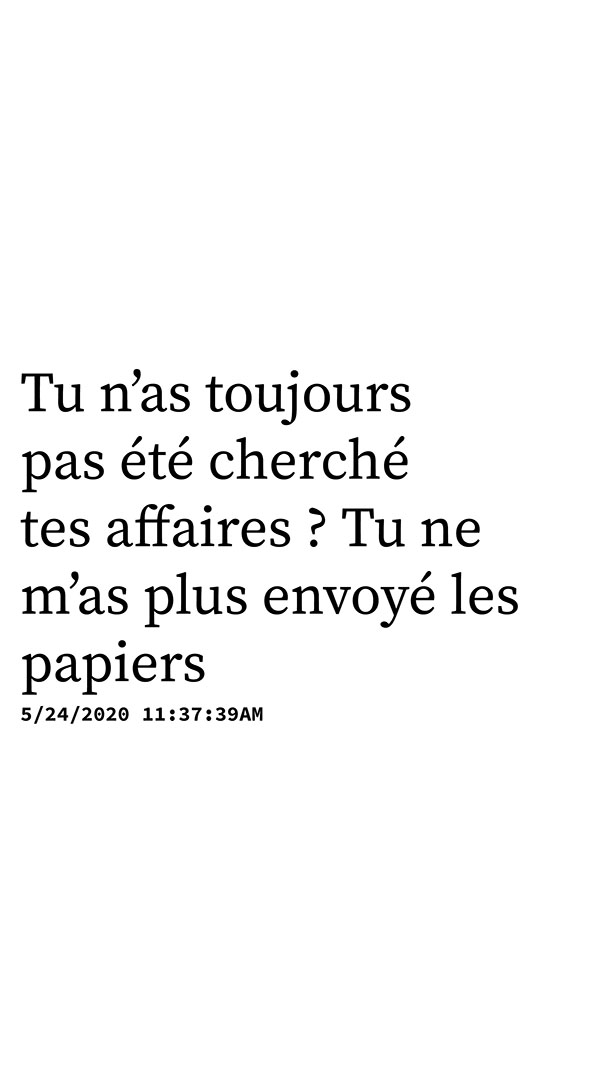 Tu n’as toujours
pas été cherché
tes affaires ? Tu ne
m’as plus envoyé les
papiers
5/24/2020 11:37:39AM